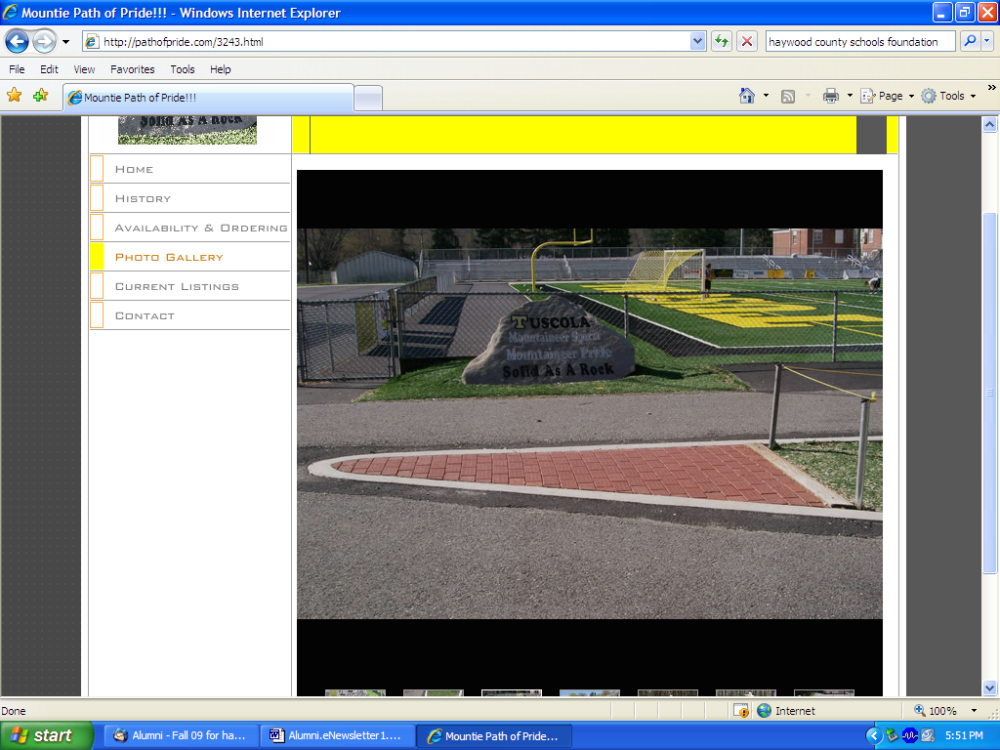 Mountie Path of Pride!!! - Windows Internet Explorer
http://pathofpride.com/3243.html
haywood county schools foundation
File Edit View Favorites Tools Help
Mountie Path of Pride!!!
Page
Tools
Solid As A Rock
Home
History
Availability & Ordering
Photo Gallery
Current Listings
Contact
Tuscola
Mountaineer Spirit
Mountaineer Pride
Solid As A Rock
Done
Internet
100%
start
Alumni - Fall 09 for ha...
Alumni.eNewsletter1....
Mountie Path of Pride...
5:51 PM